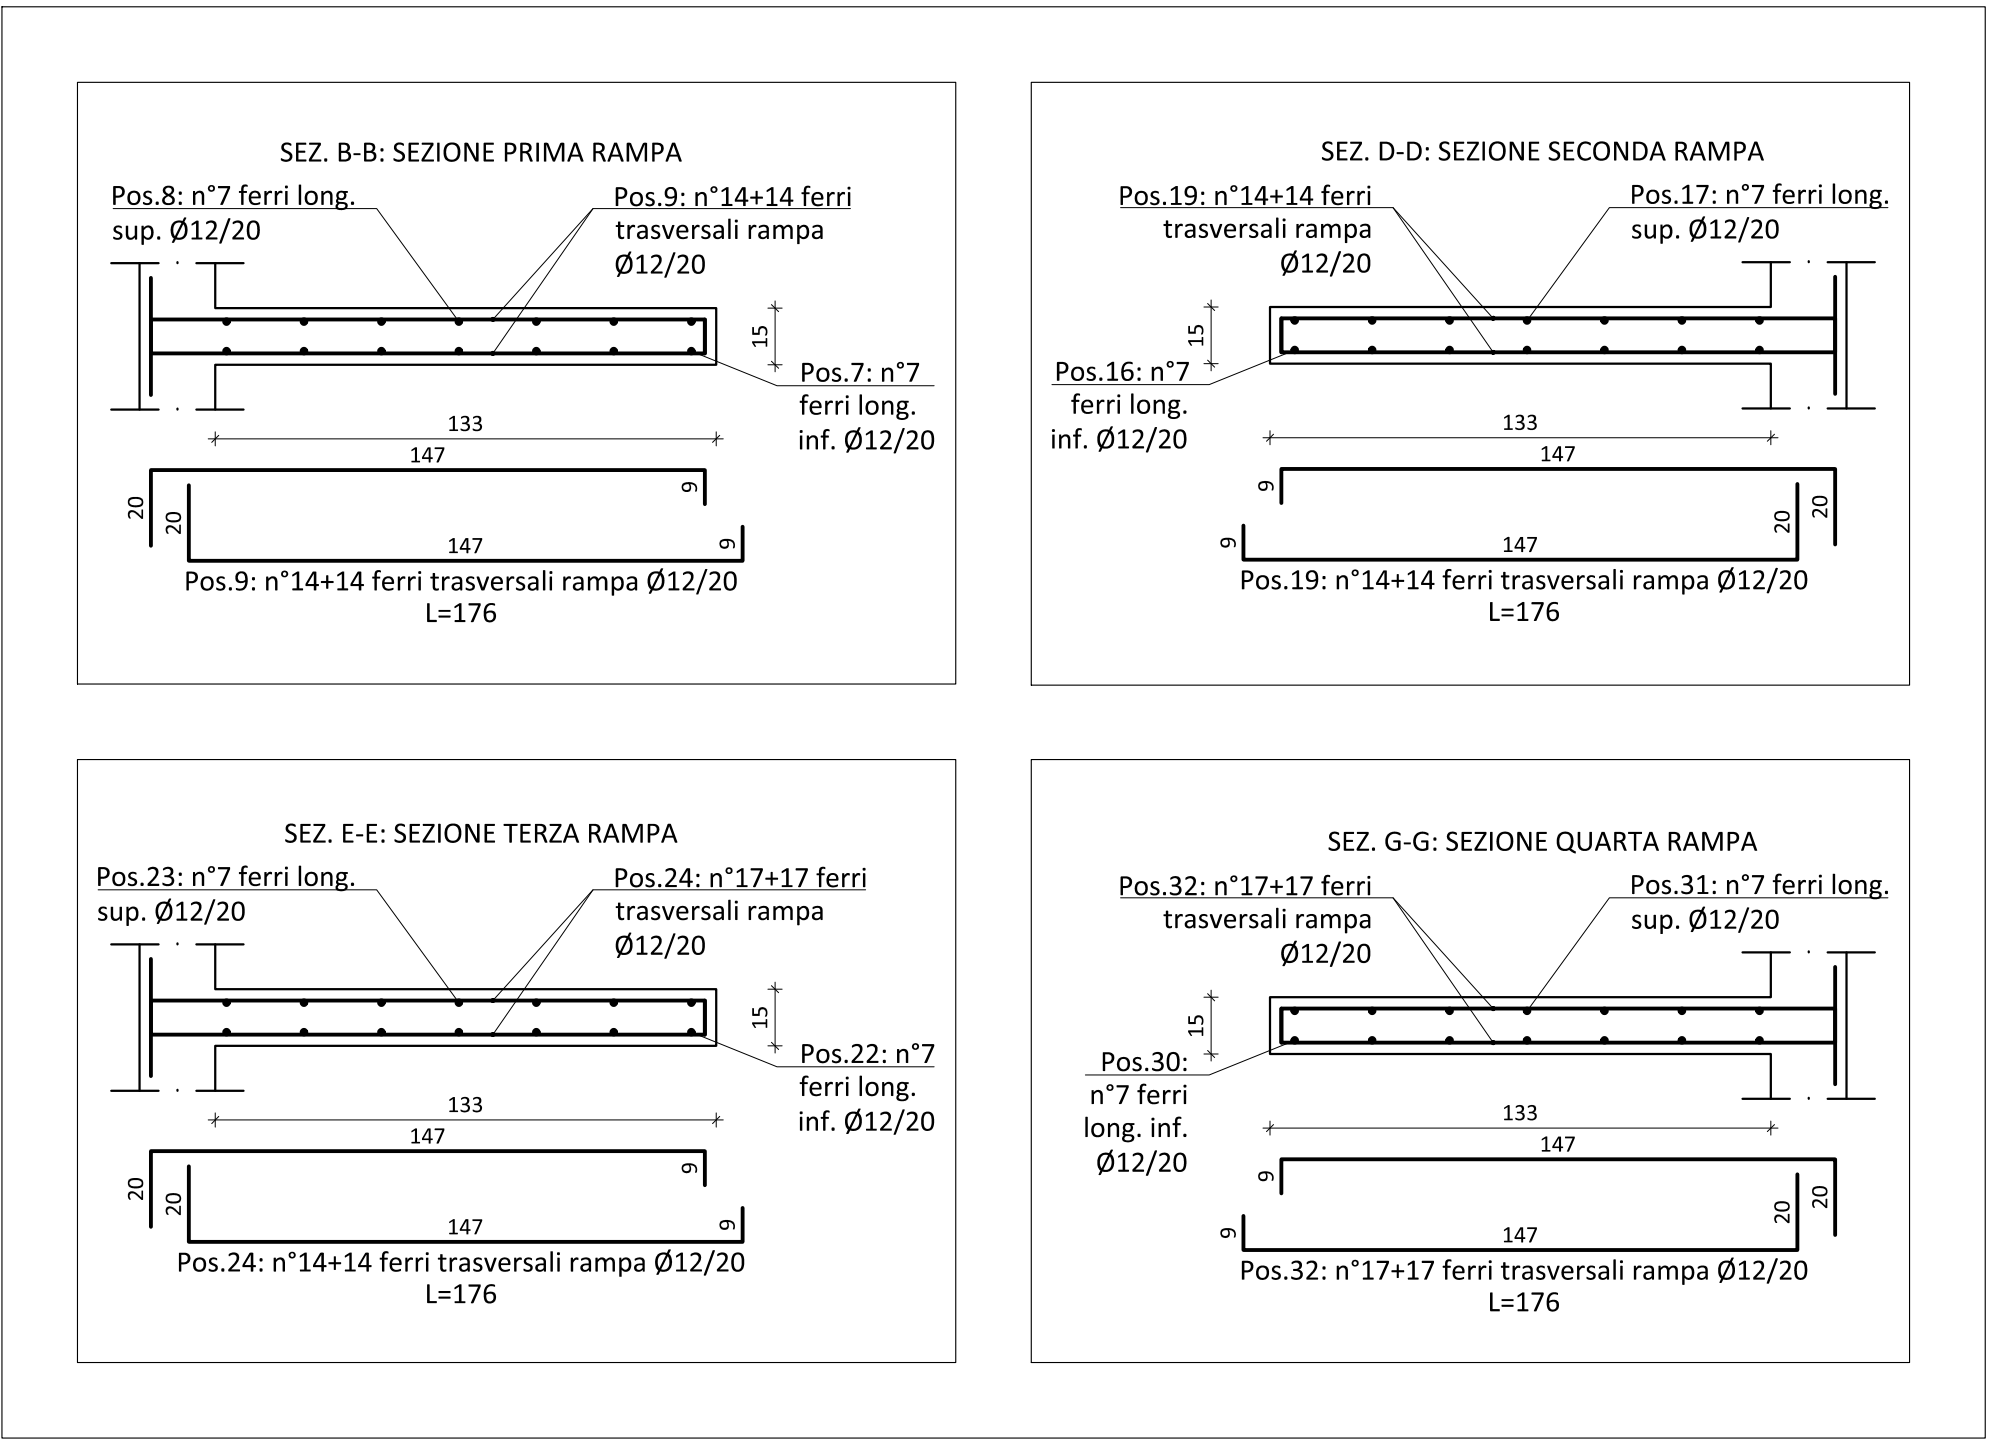 SEZ. B-B: SEZIONE PRIMA RAMPA
Pos.8: n°7 ferri long.
sup. Ø12/20
Pos.9: n°14+14 ferri
trasversali rampa
Ø12/20
15
Pos.7: n°7
ferri long.
inf. Ø12/20
133
147
20
9
20
147
9
Pos.9: n°14+14 ferri trasversali rampa Ø12/20
L=176
SEZ. D-D: SEZIONE SECONDA RAMPA
Pos.19: n°14+14 ferri
trasversali rampa
Ø12/20
Pos.17: n°7 ferri long.
sup. Ø12/20
15
Pos.16: n°7
ferri long.
inf. Ø12/20
133
147
9
20
9
147
20
Pos.19: n°14+14 ferri trasversali rampa Ø12/20
L=176
SEZ. E-E: SEZIONE TERZA RAMPA
Pos.23: n°7 ferri long.
sup. Ø12/20
Pos.24: n°17+17 ferri
trasversali rampa
Ø12/20
15
Pos.22: n°7
ferri long.
inf. Ø12/20
133
147
20
9
20
147
9
Pos.24: n°14+14 ferri trasversali rampa Ø12/20
L=176
SEZ. G-G: SEZIONE QUARTA RAMPA
Pos.32: n°17+17 ferri
trasversali rampa
Ø12/20
Pos.31: n°7 ferri long.
sup. Ø12/20
15
Pos.30:
n°7 ferri
long. inf.
Ø12/20
133
147
9
20
9
147
20
Pos.32: n°17+17 ferri trasversali rampa Ø12/20
L=176